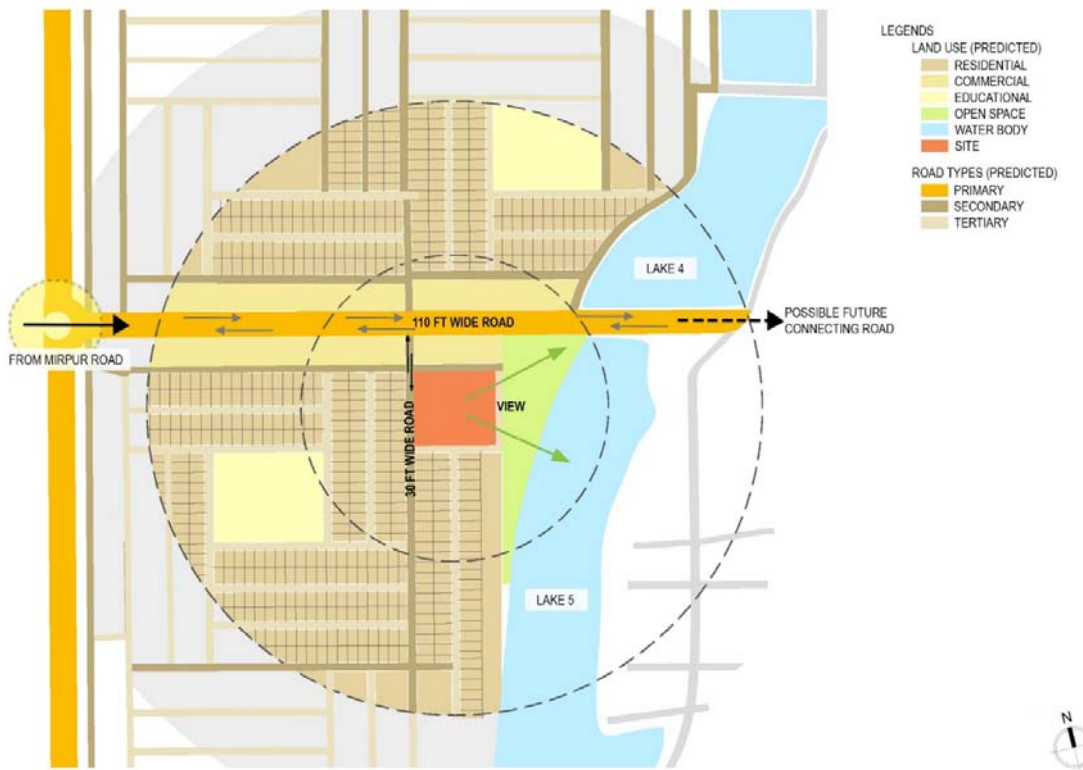 LEGENDS
LAND USE (PREDICTED)
RESIDENTIAL
COMMERCIAL
EDUCATIONAL
OPEN SPACE
WATER BODY
SITE
ROAD TYPES (PREDICTED)
PRIMARY
SECONDARY
TERTIARY
LAKE 4
110 FT WIDE ROAD
POSSIBLE FUTURE
CONNECTING ROAD
FROM MIRPUR ROAD
VIEW
30 FT WIDE ROAD
LAKE 5
N